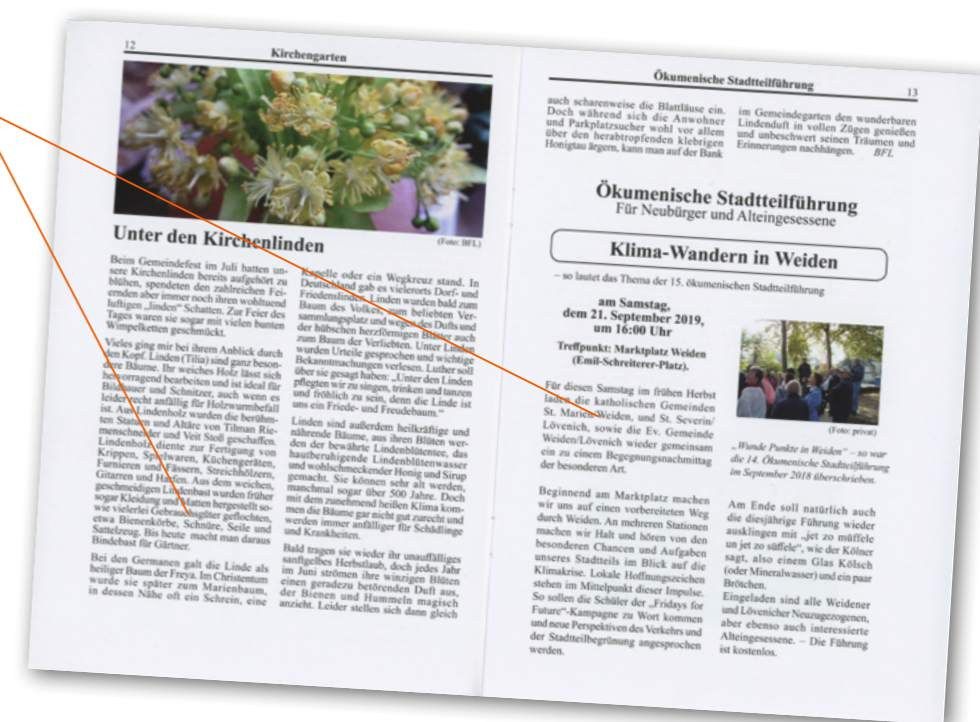 12
Kirchengarten
(Foto: BFL)
Unter den Kirchenlinden
Beim Gemeindefest im Juli hatten un-
sere Kirchenlinden bereits aufgehört zu
blühen, spendeten den zahlreichen Fei-
ernden aber immer noch ihren wohltuend
luftigen „linden“ Schatten. Zur Feier des
Tages waren sie sogar mit vielen bunten
Wimpelketten geschmückt.
Vieles ging mir bei ihrem Anblick durch
den Kopf. Linden (Tilia) sind ganz beson-
dere Bäume. Ihr weiches Holz lässt sich
hervorragend bearbeiten und ist ideal für
Bildhauer und Schnitzer, auch wenn es
leider recht anfällig für Holzwurmbefall
ist. Aus Lindenholz wurden die berühm-
ten Statuen und Altäre von Tilman Rie-
menschneider und Veit Stoß geschaffen.
Lindenholz diente zur Fertigung von
Krippen, Spielwaren, Küchengeräten,
Furnieren und Fässern, Streichhölzern,
Gitarren und Harfen. Aus dem weichen,
geschmeidigen Lindenbast wurden früher
sogar Kleidung und Matten hergestellt so-
wie vielerlei Gebrauchsgüter geflochten,
etwa Bienenkörbe, Schnüre, Seile und
Sattelzeug. Bis heute macht man daraus
Bindebast für Gärtner.
Bei den Germanen galt die Linde als
heiliger Baum der Freya. Im Christentum
wurde sie später zum Marienbaum,
in dessen Nähe oft ein Schrein, eine
Kapelle oder ein Wegkreuz stand. In
Deutschland gab es vielerorts Dorf- und
Friedenslinden. Linden wurden bald zum
Baum des Volkes, zum beliebten Ver-
sammlungsplatz und wegen des Dufts und
der hübschen herzförmigen Blätter auch
zum Baum der Verliebten. Unter Linden
wurden Urteile gesprochen und wichtige
Bekanntmachungen verlesen. Luther soll
über sie gesagt haben: „Unter den Linden
pflegten wir zu singen, trinken und tanzen
und fröhlich zu sein, denn die Linde ist
uns ein Friede- und Freudebaum.“
Linden sind außerdem heilkräftige und
nährende Bäume, aus ihren Blüten wer-
den der bewährte Lindenblütentee, das
hautberuhigende Lindenblütenwasser
und wohlschmeckender Honig und Sirup
gemacht. Sie können sehr alt werden,
manchmal sogar über 500 Jahre. Doch
mit dem zunehmend heißen Klima kom-
men die Bäume gar nicht gut zurecht und
werden immer anfälliger für Schädlinge
und Krankheiten.
Bald tragen sie wieder ihr unauffälliges
sanftgelbes Herbstlaub, doch jedes Jahr
im Juni strömen ihre winzigen Blüten
einen geradezu betörenden Duft aus,
der Bienen und Hummeln magisch
anzieht. Leider stellen sich dann gleich
Ökumenische Stadtteilführung
13
auch scharenweise die Blattläuse ein.
Doch während sich die Anwohner
und Parkplatzsucher wohl vor allem
über den herabtropfenden klebrigen
Honigtau ärgern, kann man auf der Bank
im Gemeindegarten den wunderbaren
Lindenduft in vollen Zügen genießen
und unbeschwert seinen Träumen und
Erinnerungen nachhängen. BFL
Ökumenische Stadtteilführung
Für Neubürger und Alteingesessene
Klima-Wandern in Weiden
– so lautet das Thema der 15. ökumenischen Stadtteilführung
am Samstag,
dem 21. September 2019,
um 16:00 Uhr
Treffpunkt: Marktplatz Weiden
(Emil-Schreiterer-Platz).
Für diesen Samstag im frühen Herbst
laden die katholischen Gemeinden
St. Marien Weiden, und St. Severin/
Lövenich, sowie die Ev. Gemeinde
Weiden/Lövenich wieder gemeinsam
ein zu einem Begegnungsnachmittag
der besonderen Art.
(Foto: privat)
„Wunde Punkte in Weiden“ – so war
die 14. Ökumenische Stadtteilführung
im September 2018 überschrieben.
Beginnend am Marktplatz machen
wir uns auf einen vorbereiteten Weg
durch Weiden. An mehreren Stationen
machen wir Halt und hören von den
besonderen Chancen und Aufgaben
unseres Stadtteils im Blick auf die
Klimakrise. Lokale Hoffnungszeichen
stehen im Mittelpunkt dieser Impulse.
So sollen die Schüler der „Fridays for
Future“-Kampagne zu Wort kommen
und neue Perspektiven des Verkehrs und
der Stadtteilbegrünung angesprochen
werden.
Am Ende soll natürlich auch
die diesjährige Führung wieder
ausklingen mit „jet zo müffele
un jet zo süffele“, wie der Kölner
sagt, also einem Glas Kölsch
(oder Mineralwasser) und ein paar
Brötchen.
Eingeladen sind alle Weidener
und Lövenicher Neuzugezogenen,
aber ebenso auch interessierte
Alteingesessene. – Die Führung
ist kostenlos.